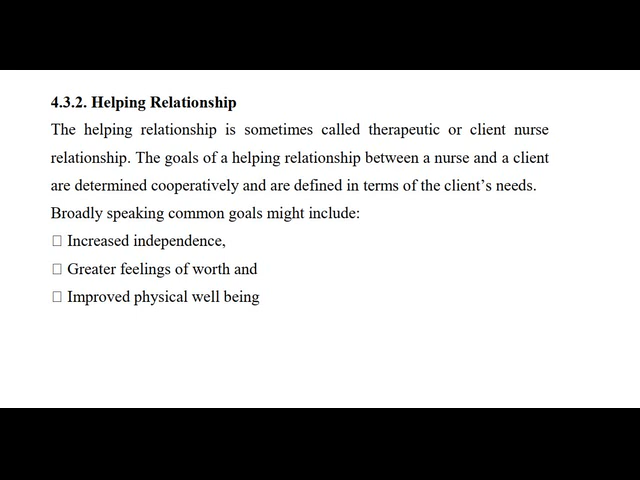 4.3.2. Helping Relationship
The helping relationship is sometimes called therapeutic or client nurse
relationship. The goals of a helping relationship between a nurse and a client
are determined cooperatively and are defined in terms of the client’s needs.
Broadly speaking common goals might include:
□ Increased independence,
□ Greater feelings of worth and
□ Improved physical well being